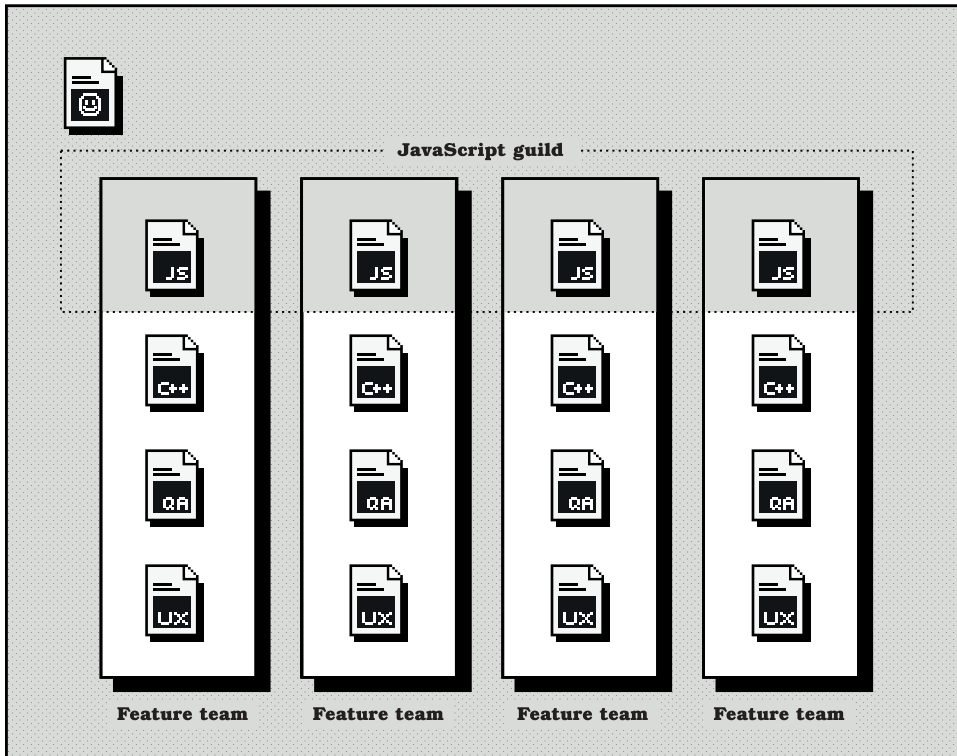 JavaScript guild
JS JS JS JS
C++ C++ C++ C++
QA QA QA QA
UX UX UX UX
Feature team Feature team Feature team Feature team